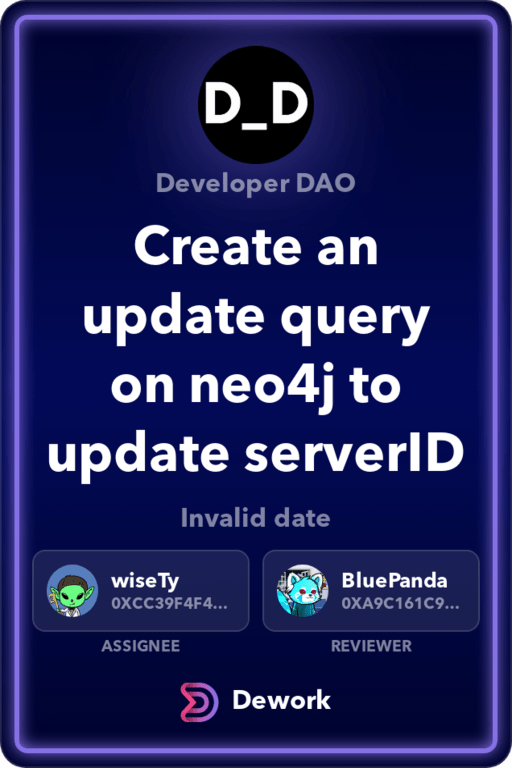 D_D
Developer DAO
Create an
update query
on neo4j to
update serverID
Invalid date
wiseTy
0XCC39F4F4...
ASSIGNEE
BluePanda
0XA9C161C9...
REVIEWER
Dework